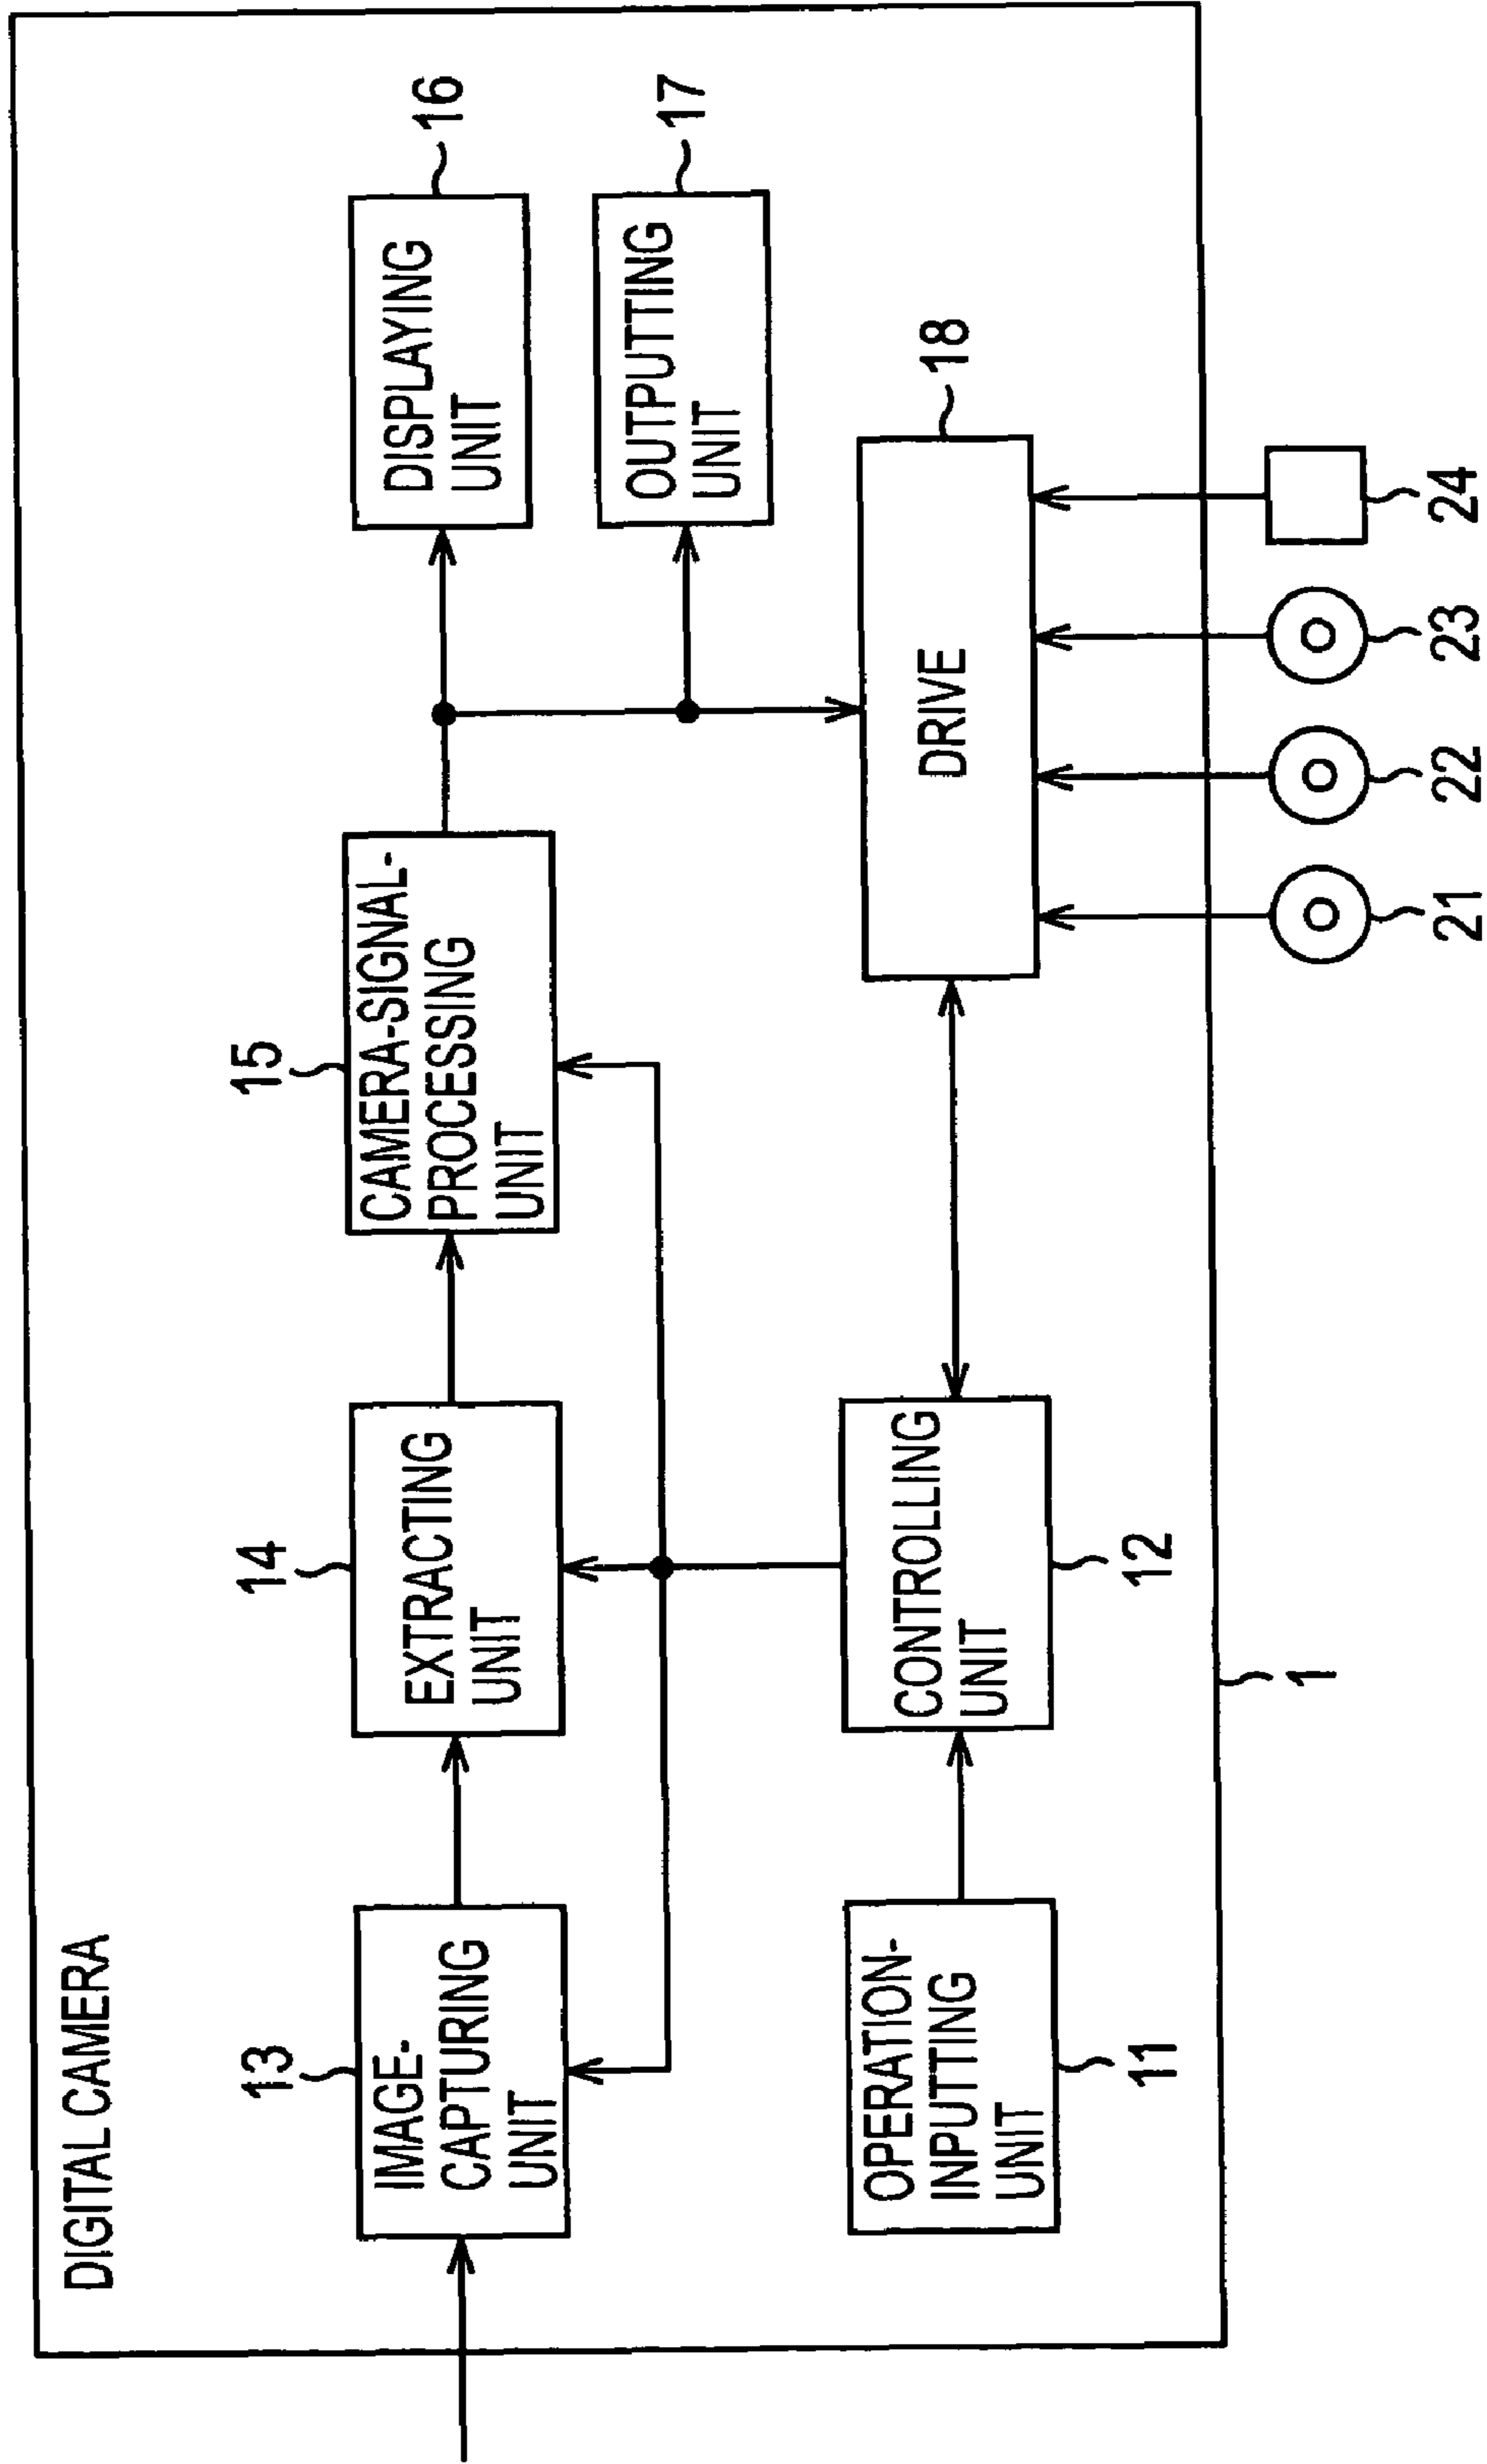 DIGITAL CAMERA
13
IMAGE-
CAPTURING
UNIT
14
EXTRACTING
UNIT
15
CAMERA-SIGNAL-
PROCESSING
UNIT
DISPLAYING
UNIT
16
OUTPUTTING
UNIT
17
OPERATION-
INPUTTING
UNIT
11
CONTROLLING
UNIT
12
DRIVE
18
1
21
22
23
24